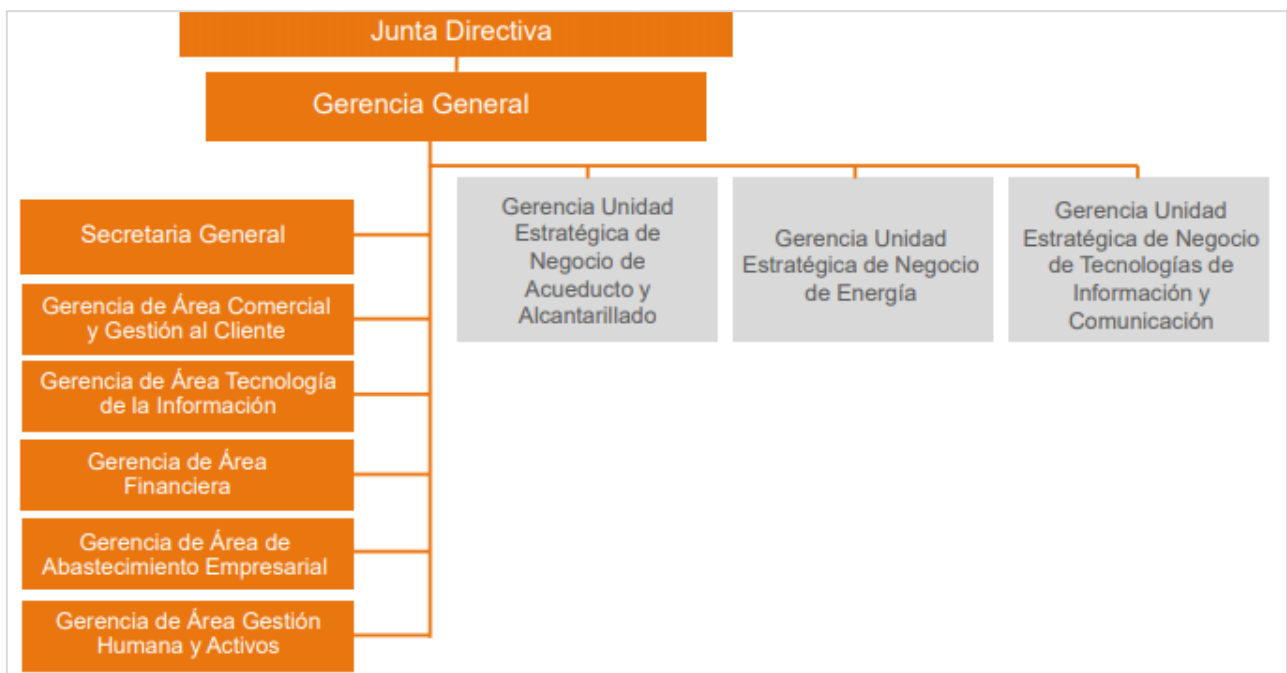 Junta Directiva
Gerencia General
Secretaria General
Gerencia de Área Comercial
y Gestión al Cliente
Gerencia de Área Tecnología
de la Información
Gerencia de Área
Financiera
Gerencia de Área de
Abastecimiento Empresarial
Gerencia de Área Gestión
Humana y Activos
Gerencia Unidad
Estratégica de
Negocio de
Acueducto y
Alcantarillado
Gerencia Unidad
Estratégica de Negocio
de Energía
Gerencia Unidad
Estratégica de Negocio
de Tecnologías de
Información y
Comunicación